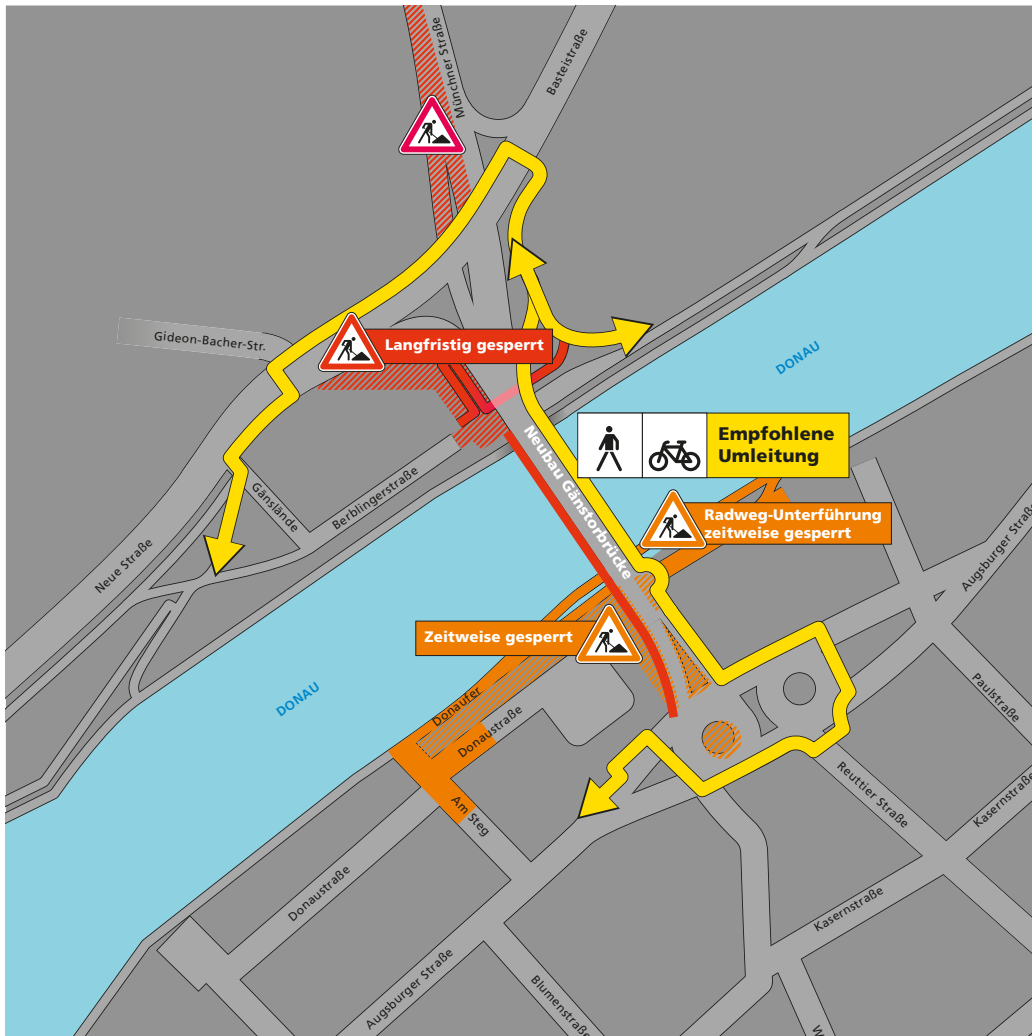 Münchner Straße
Basteistraße
Gideon-Bacher-Str.
Langfristig gesperrt
DONAU
Empfohlene
Umleitung
Neubau Gänstorbrücke
Radweg-Unterführung
zeitweise gesperrt
Gänslände
Berblingerstraße
Neue Straße
Augsburger Straße
Zeitweise gesperrt
DONAU
Donauufer
Donaustraße
Paulstraße
Am Steg
Reuttier Straße
Kasernstraße
Donaustraße
Kasernstraße
Augsburger Straße
Blumenstraße
W